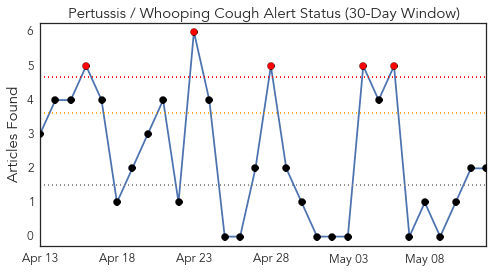 Pertussis / Whooping Cough Alert Status (30-Day Window)
Articles Found
6
5
4
3
2
1
0
Apr 13 Apr 18 Apr 23 Apr 28 May 03 May 08